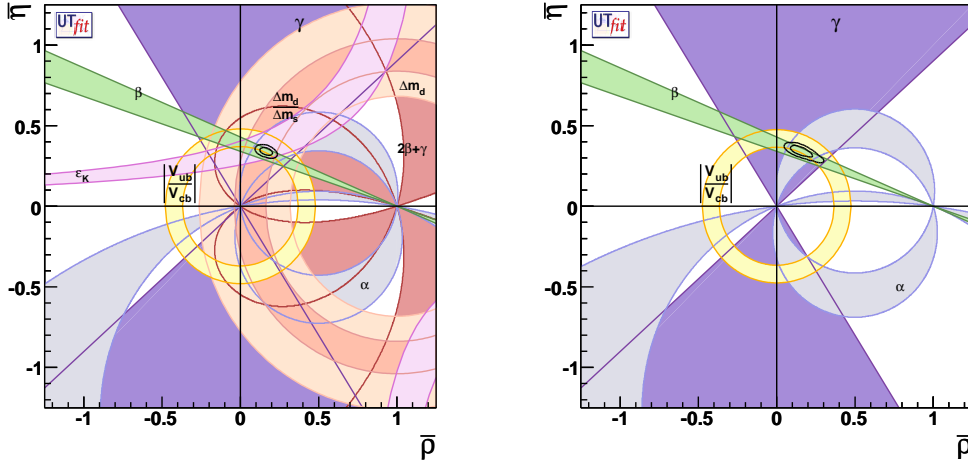 η̅
UTfit
γ
1
Δm_d
β
Δm_d
Δm_s
0.5
2β+γ
ε_K
|V_ub
V_cb|
0
-0.5
α
-1
-1 -0.5 0 0.5 1
ρ̅
η̅
UTfit
γ
1
β
0.5
|V_ub
V_cb|
0
-0.5
α
-1
-1 -0.5 0 0.5 1
ρ̅